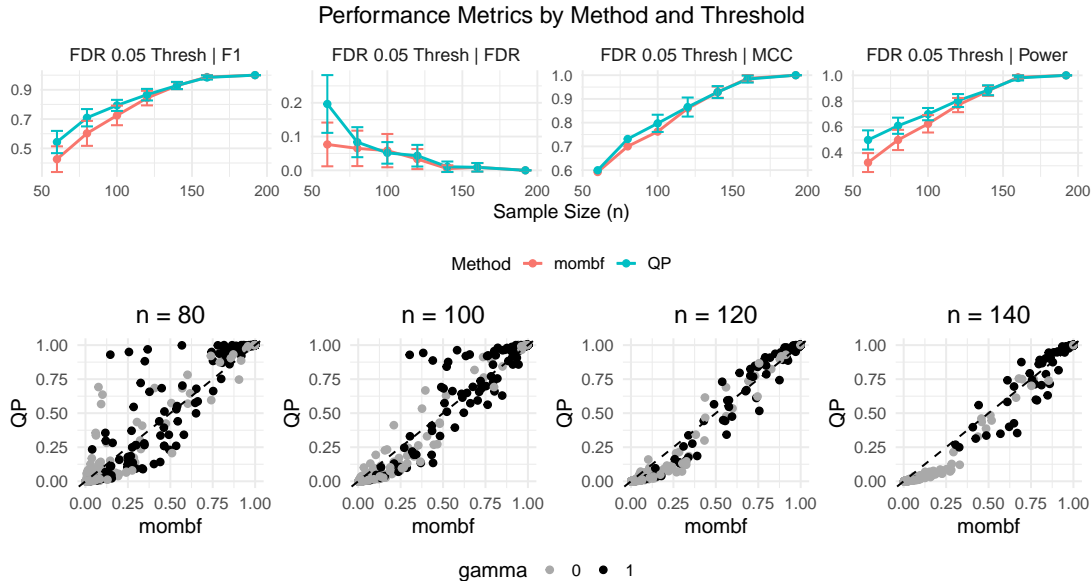 Performance Metrics by Method and Threshold
FDR 0.05 Thresh | F1 FDR 0.05 Thresh | FDR FDR 0.05 Thresh | MCC FDR 0.05 Thresh | Power
0.9 0.7 0.5
0.2 0.1 0.0
1.0 0.9 0.8 0.7 0.6
1.0 0.8 0.6 0.4
50 100 150 200 50 100 150 200 50 100 150 200 50 100 150 200
Sample Size (n)
Method mombf QP
n = 80 n = 100 n = 120 n = 140
QP 1.00 0.75 0.50 0.25 0.00
QP 1.00 0.75 0.50 0.25 0.00
QP 1.00 0.75 0.50 0.25 0.00
QP 1.00 0.75 0.50 0.25 0.00
0.00 0.25 0.50 0.75 1.00 0.00 0.25 0.50 0.75 1.00 0.00 0.25 0.50 0.75 1.00 0.00 0.25 0.50 0.75 1.00
mombf mombf mombf mombf
gamma 0 1